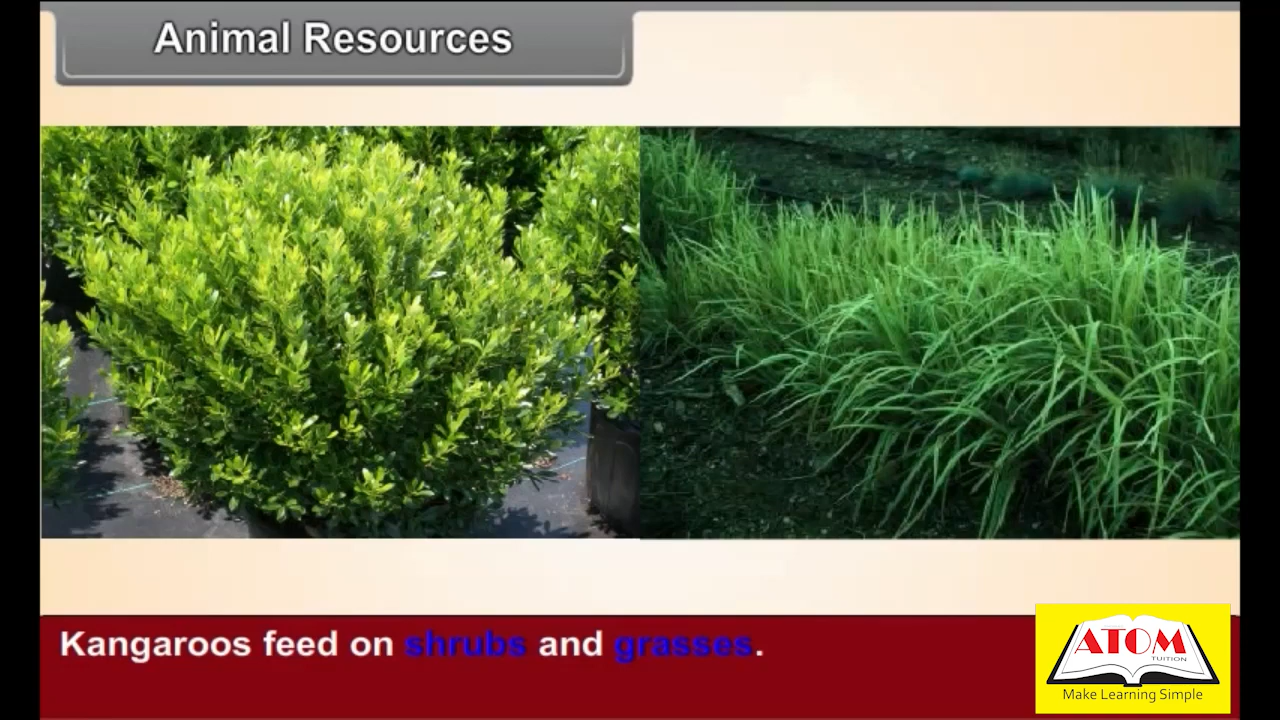 Animal Resources
Kangaroos feed on shrubs and grasses.
ATOM
TUITION
Make Learning Simple